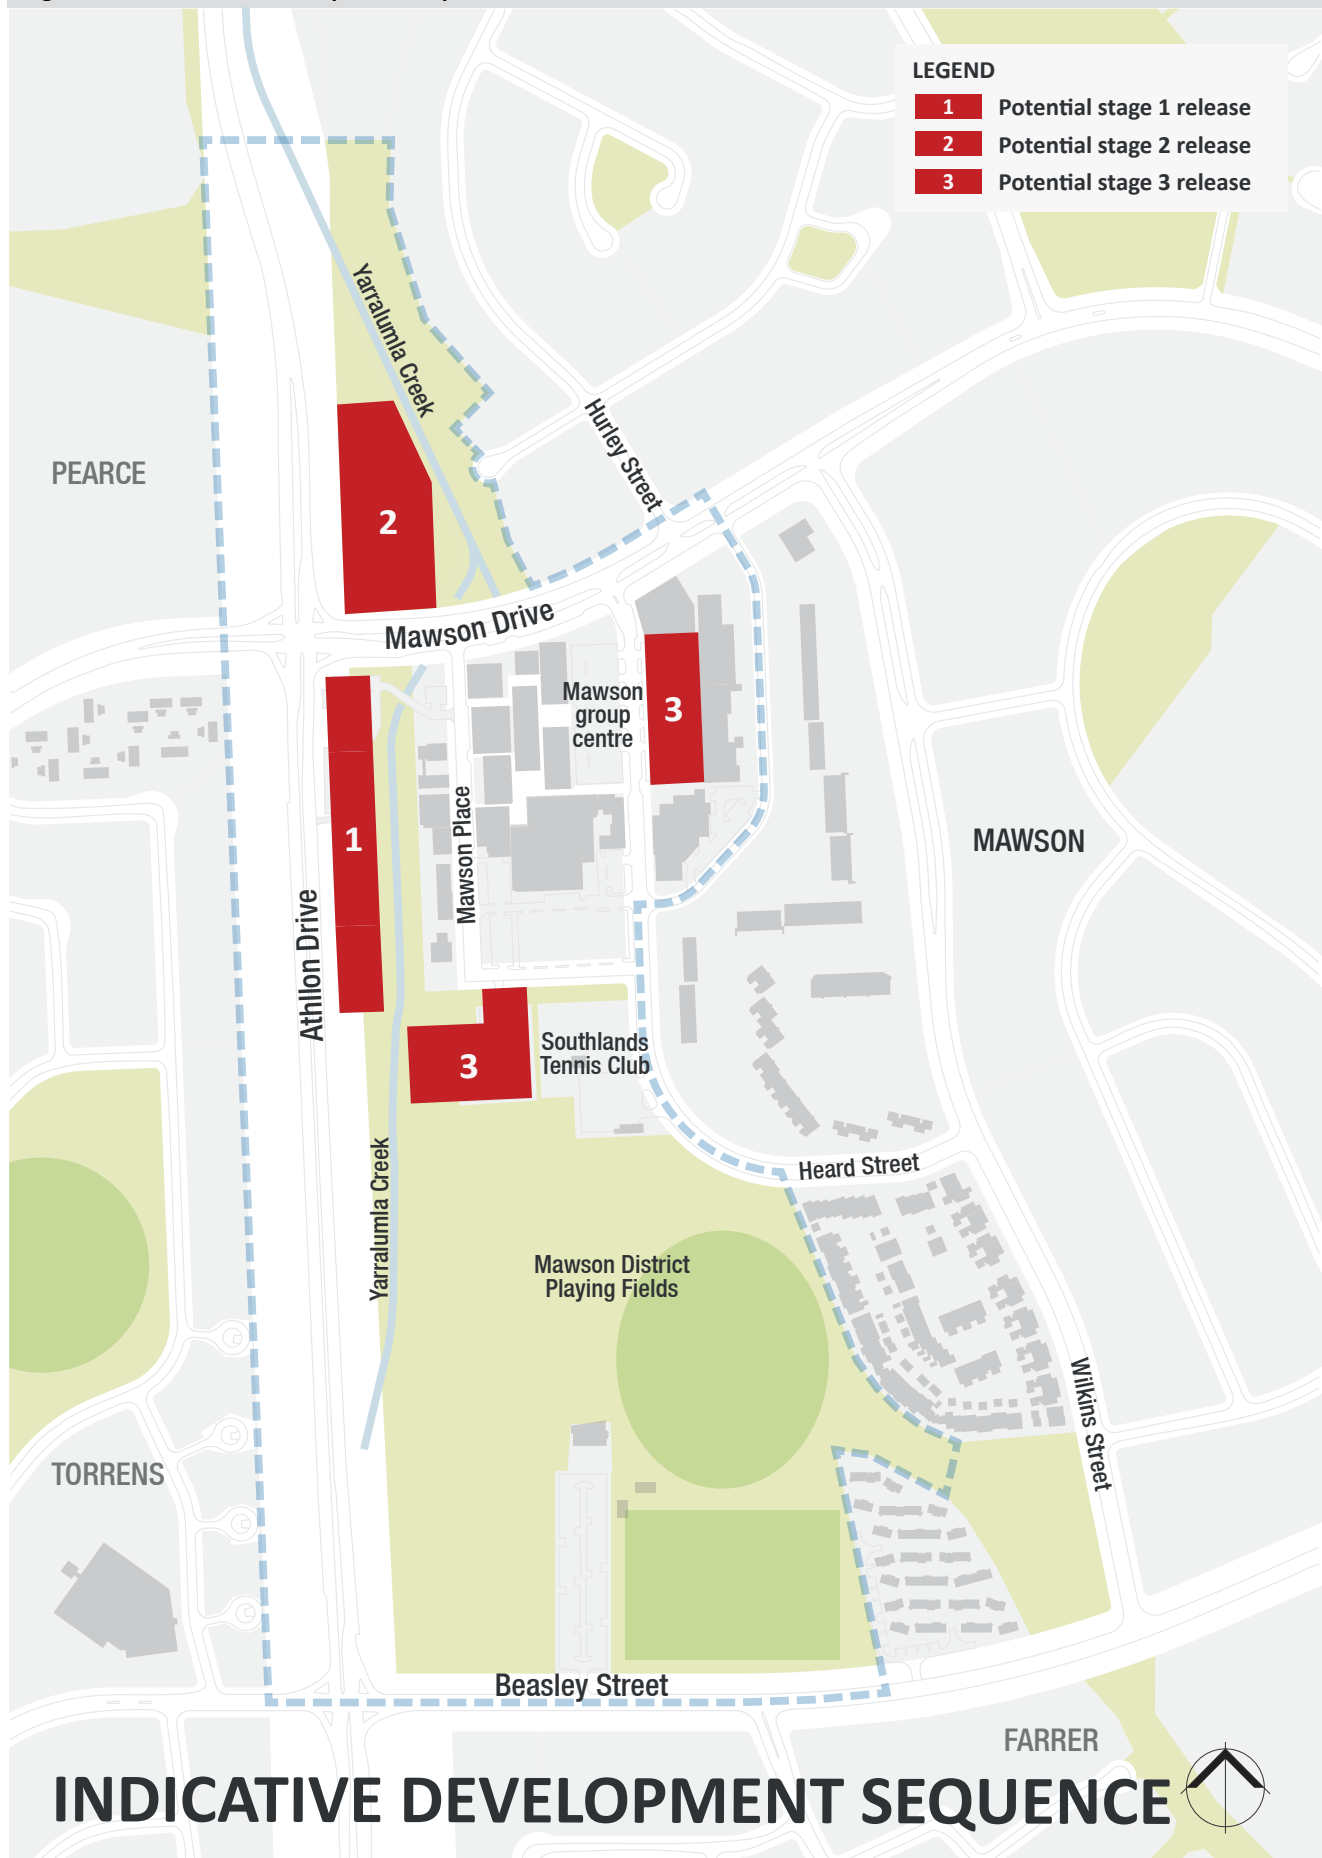 LEGEND
1 Potential stage 1 release
2 Potential stage 2 release
3 Potential stage 3 release
Yarralumla Creek
Hurley Street
PEARCE
2
Mawson Drive
Mawson
group
centre
3
1
Mawson Place
MAWSON
Athllon Drive
Southlands
Tennis Club
3
Heard Street
Yarralumla Creek
Mawson District
Playing Fields
Wilkins Street
TORRENS
Beasley Street
FARRER
INDICATIVE DEVELOPMENT SEQUENCE